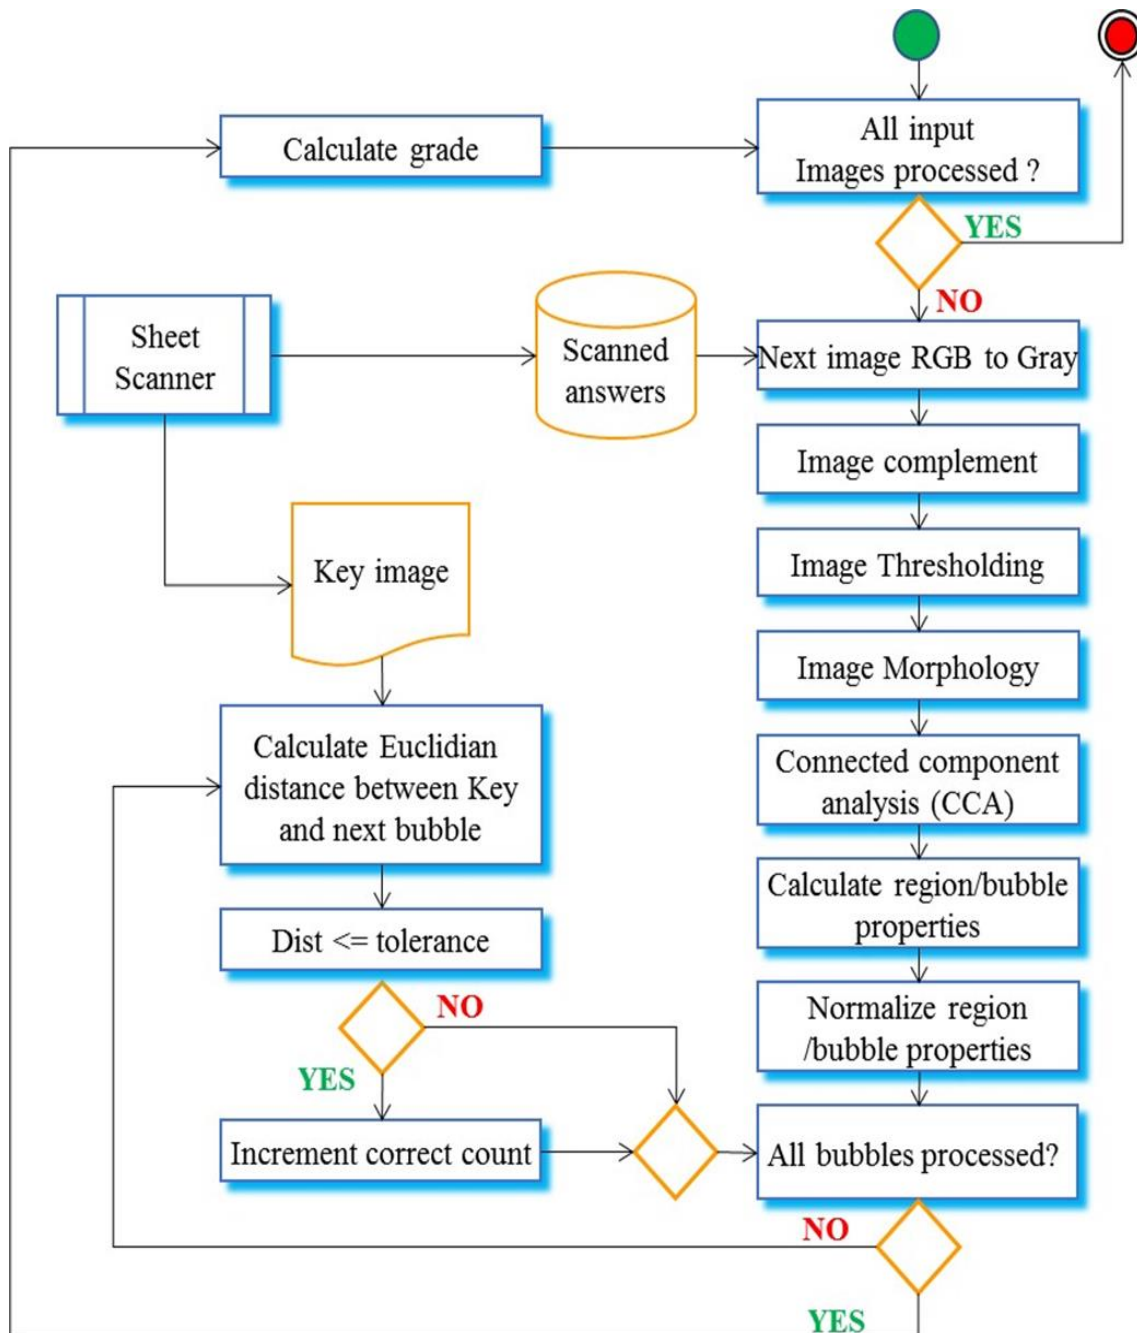 Calculate grade
All input
Images processed ?
YES
NO
Sheet
Scanner
Scanned
answers
Next image RGB to Gray
Image complement
Key image
Image Thresholding
Image Morphology
Calculate Euclidian
distance between Key
and next bubble
Connected component
analysis (CCA)
Calculate region/bubble
properties
Dist <= tolerance
NO
YES
Normalize region
/bubble properties
Increment correct count
All bubbles processed?
NO
YES